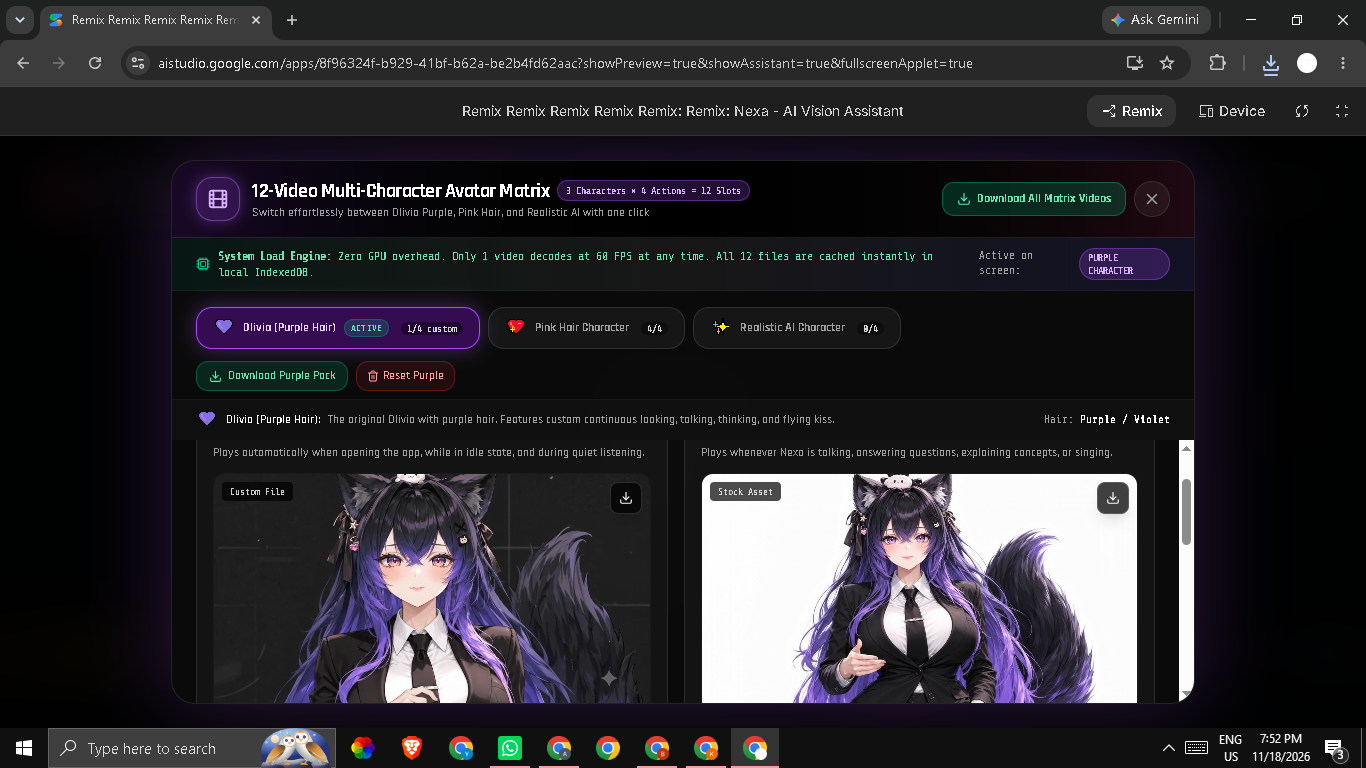 Remix Remix Remix Remix Rem
Ask Gemini
aistudio.google.com/apps/8f96324f-b929-41bf-b62a-be2b4fd62aac?showPreview=true&showAssistant=true&fullscreenApplet=true
Remix Remix Remix Remix Remix: Remix: Nexa - AI Vision Assistant
Remix
Device
12-Video Multi-Character Avatar Matrix
3 Characters × 4 Actions = 12 Slots
Switch effortlessly between Olivia Purple, Pink Hair, and Realistic AI with one click
Download All Matrix Videos
System Load Engine: Zero GPU overhead. Only 1 video decodes at 60 FPS at any time. All 12 files are cached instantly in
local IndexedDB.
Active on
screen:
PURPLE
CHARACTER
Olivia (Purple Hair) ACTIVE 1/4 custom
Pink Hair Character 4/4
Realistic AI Character 0/4
Download Purple Pack
Reset Purple
Olivia (Purple Hair): The original Olivia with purple hair. Features custom continuous looking, talking, thinking, and flying kiss.
Hair: Purple / Violet
Plays automatically when opening the app, while in idle state, and during quiet listening.
Plays whenever Nexa is talking, answering questions, explaining concepts, or singing.
Custom File
Stock Asset
Type here to search
ENG
US
7:52 PM
11/18/2026
3